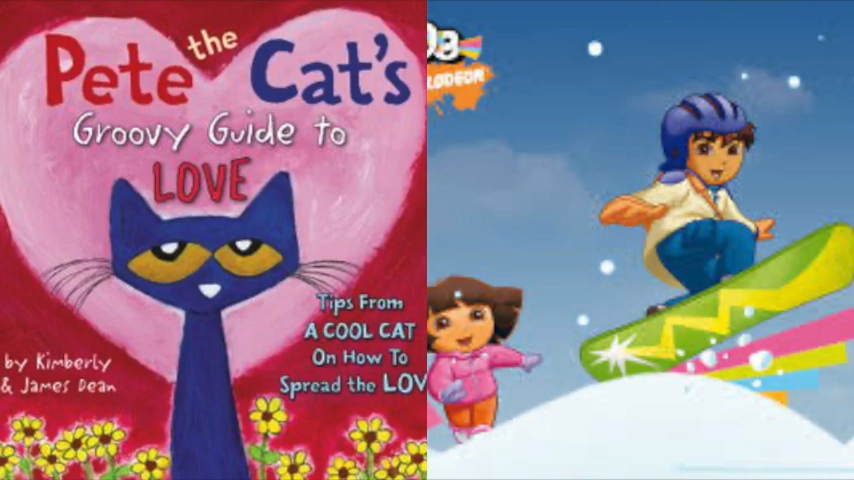 Pete the Cat's
Groovy Guide to
LOVE
Tips From
A COOL CAT
On How To
Spread the LOV
by Kimberly
& James Dean